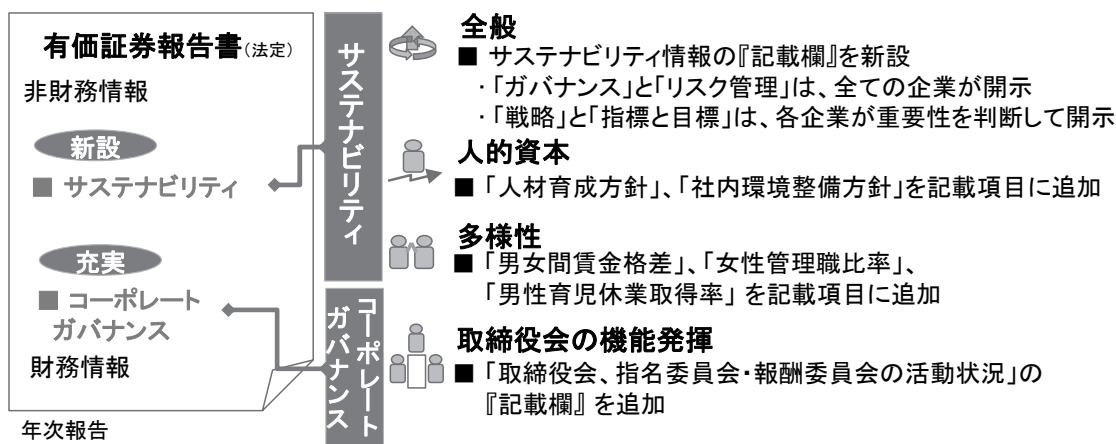 有価証券報告書(法定)
非財務情報
新設
■ サステナビリティ
充実
■ コーポレート
ガバナンス
財務情報
年次報告
サステナビリティ
コーポレート
ガバナンス
全般
■ サステナビリティ情報の『記載欄』を新設
・「ガバナンス」と「リスク管理」は、全ての企業が開示
・「戦略」と「指標と目標」は、各企業が重要性を判断して開示
人的資本
■ 「人材育成方針」、「社内環境整備方針」を記載項目に追加
多様性
■ 「男女間賃金格差」、「女性管理職比率」、
「男性育児休業取得率」 を記載項目に追加
取締役会の機能発揮
■ 「取締役会、指名委員会・報酬委員会の活動状況」の
『記載欄』 を追加